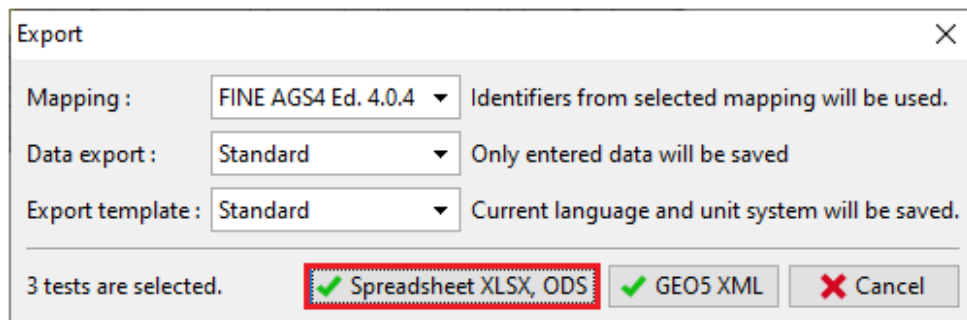 Export
Mapping : FINE AGS4 Ed. 4.0.4 Identifiers from selected mapping will be used.
Data export : Standard Only entered data will be saved
Export template : Standard Current language and unit system will be saved.
3 tests are selected. Spreadsheet XLSX, ODS GEO5 XML Cancel